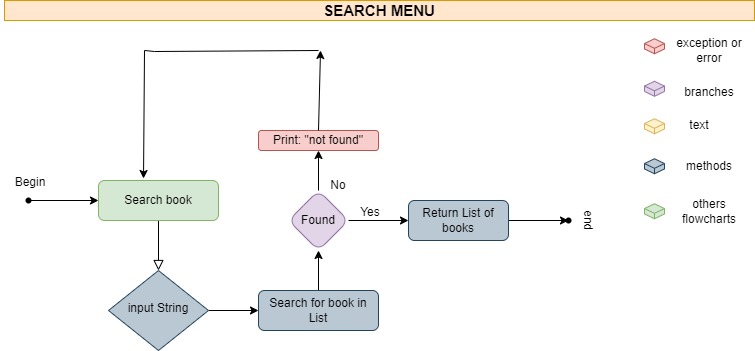 SEARCH MENU
exception or
error
branches
text
methods
others
flowcharts
Print: "not found"
Begin
No
Search book
Found
Yes
Return List of
books
end
input String
Search for book in
List